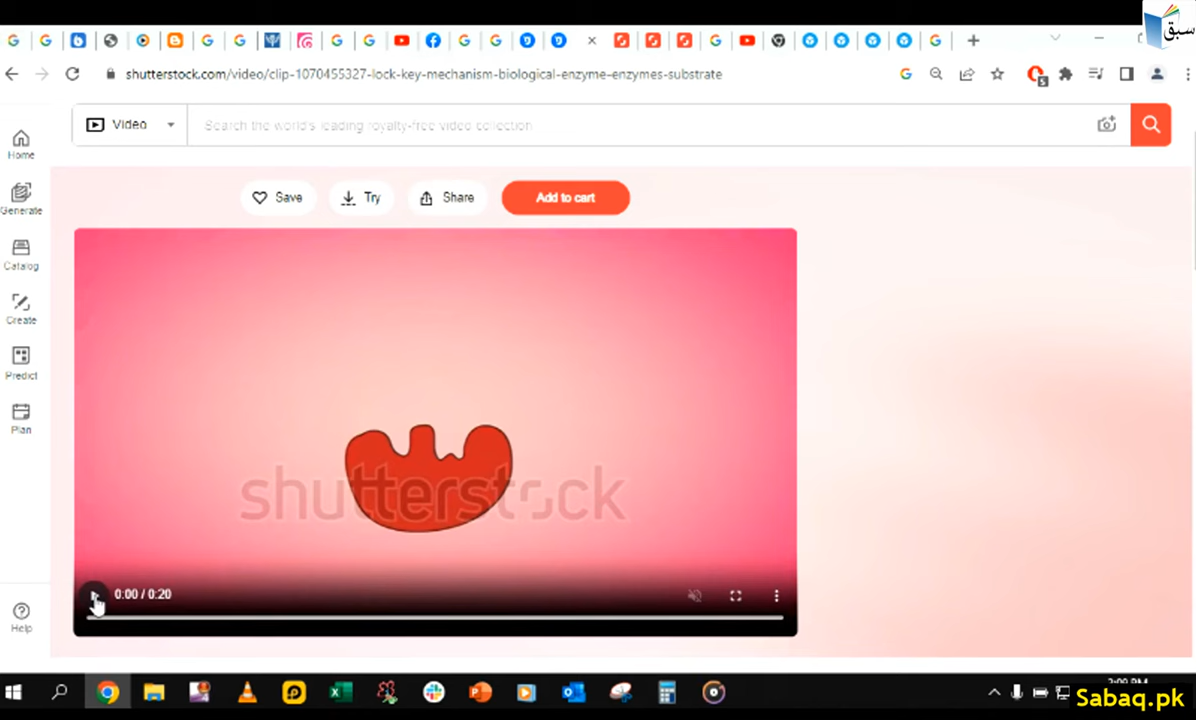 سبق
shutterstock.com/video/clip-1070455327-lock-key-mechanism-biological-enzyme-enzymes-substrate
5
Video
Search the world's leading royalty-free video collection
Home
Generate
Catalog
Create
Predict
Plan
Help
Save
Try
Share
Add to cart
shutterstock
0:00 / 0:20
Sabaq.pk